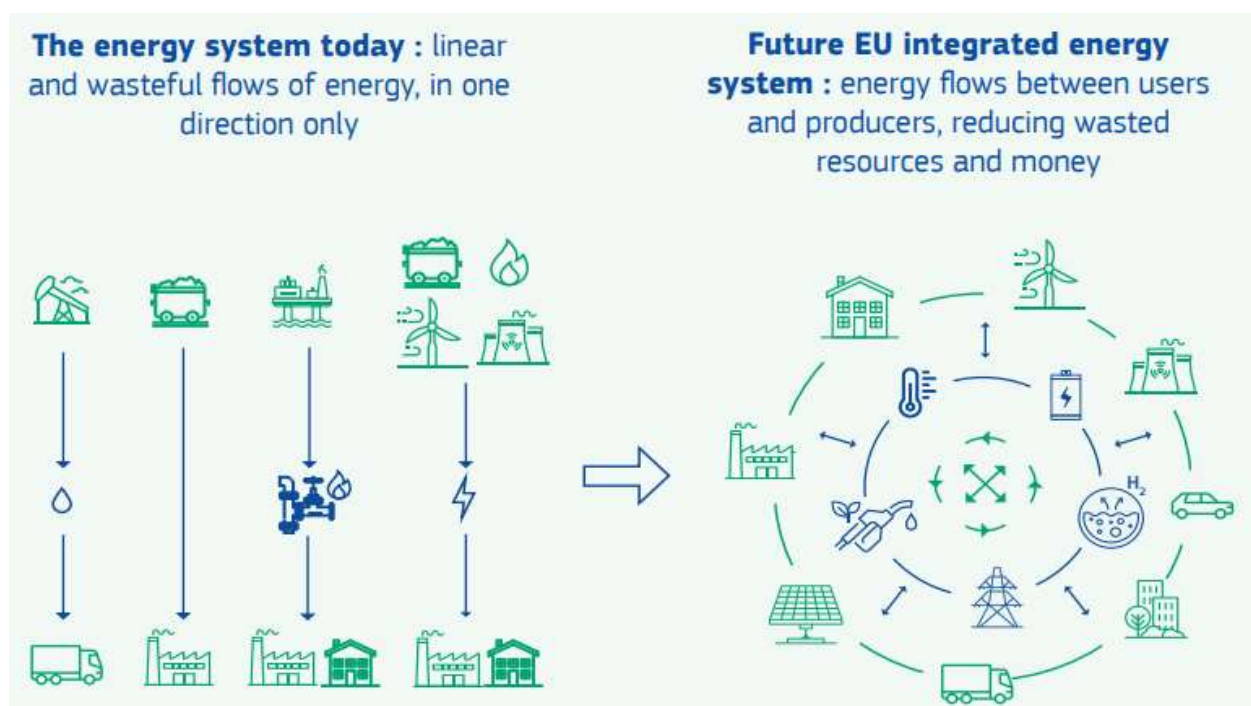 The energy system today : linear
and wasteful flows of energy, in one
direction only
Future EU integrated energy
system : energy flows between users
and producers, reducing wasted
resources and money
H₂